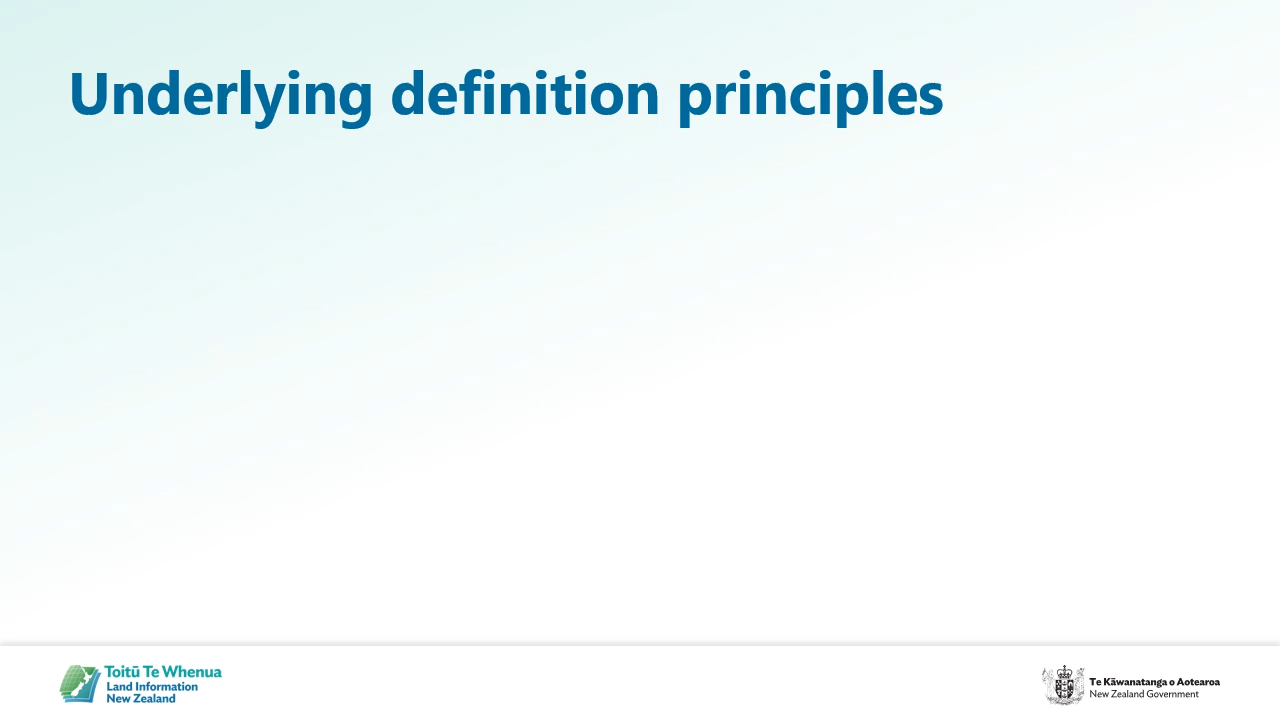 Underlying definition principles
Toitū Te Whenua
Land Information
New Zealand
Te Kāwanatanga o Aotearoa
New Zealand Government